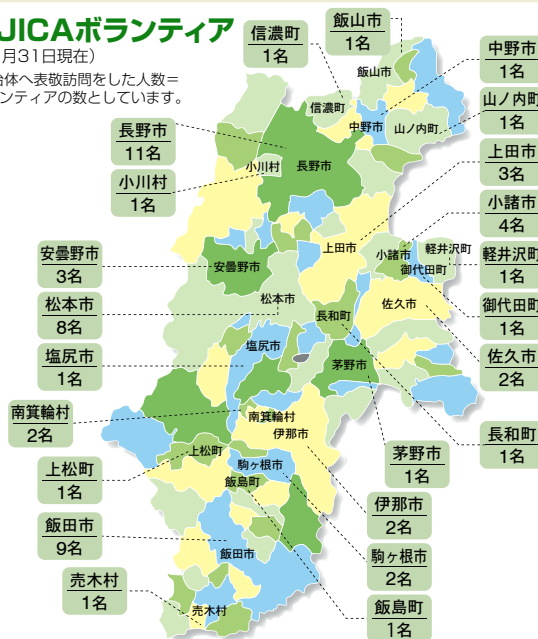 JICAボランティア
月31日現在）
台体へ表敬訪問をした人数＝
ンティアの数としています。
信濃町
1名
飯山市
1名
中野市
1名
山ノ内町
1名
上田市
3名
小諸市
4名
軽井沢町
1名
御代田町
1名
佐久市
2名
長和町
1名
茅野市
1名
伊那市
2名
駒ヶ根市
2名
飯島町
1名
長野市
11名
小川村
1名
安曇野市
3名
松本市
8名
塩尻市
1名
南箕輪村
2名
上松町
1名
飯田市
9名
売木村
1名
飯山市
信濃町
中野市
山ノ内町
小川村
長野市
上田市
小諸市
軽井沢町
御代田町
安曇野市
松本市
佐久市
長和町
塩尻市
茅野市
南箕輪村
伊那市
上松町
駒ヶ根市
飯島町
飯田市
売木村